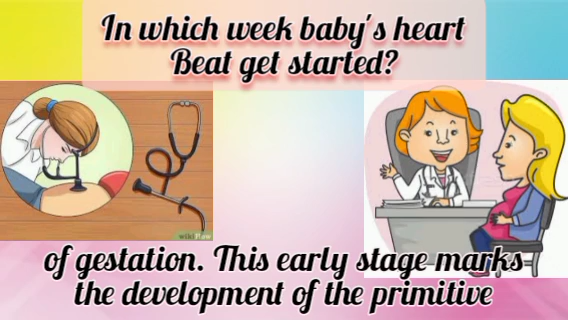 In which week baby's heart
Beat get started?
wikiHow
of gestation. This early stage marks
the development of the primitive